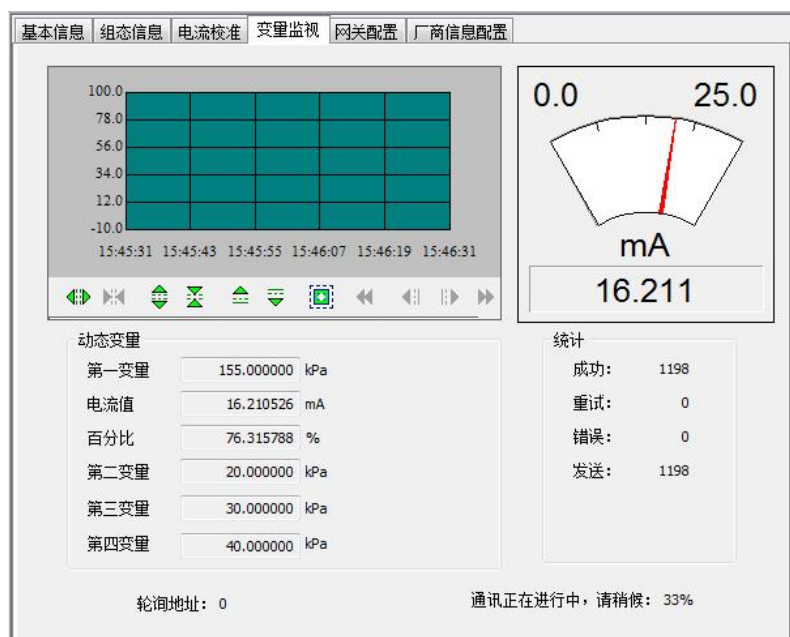 基本信息 组态信息 电流校准 变量监视 网关配置 厂商信息配置
100.0
78.0
56.0
34.0
12.0
-10.0
15:45:31 15:45:43 15:45:55 15:46:07 15:46:19 15:46:31
0.0 25.0
mA
16.211
动态变量
第一变量 155.000000 kPa
电流值 16.210526 mA
百分比 76.315788 %
第二变量 20.000000 kPa
第三变量 30.000000 kPa
第四变量 40.000000 kPa
统计
成功: 1198
重试: 0
错误: 0
发送: 1198
轮询地址: 0
通讯正在进行中，请稍候: 33%